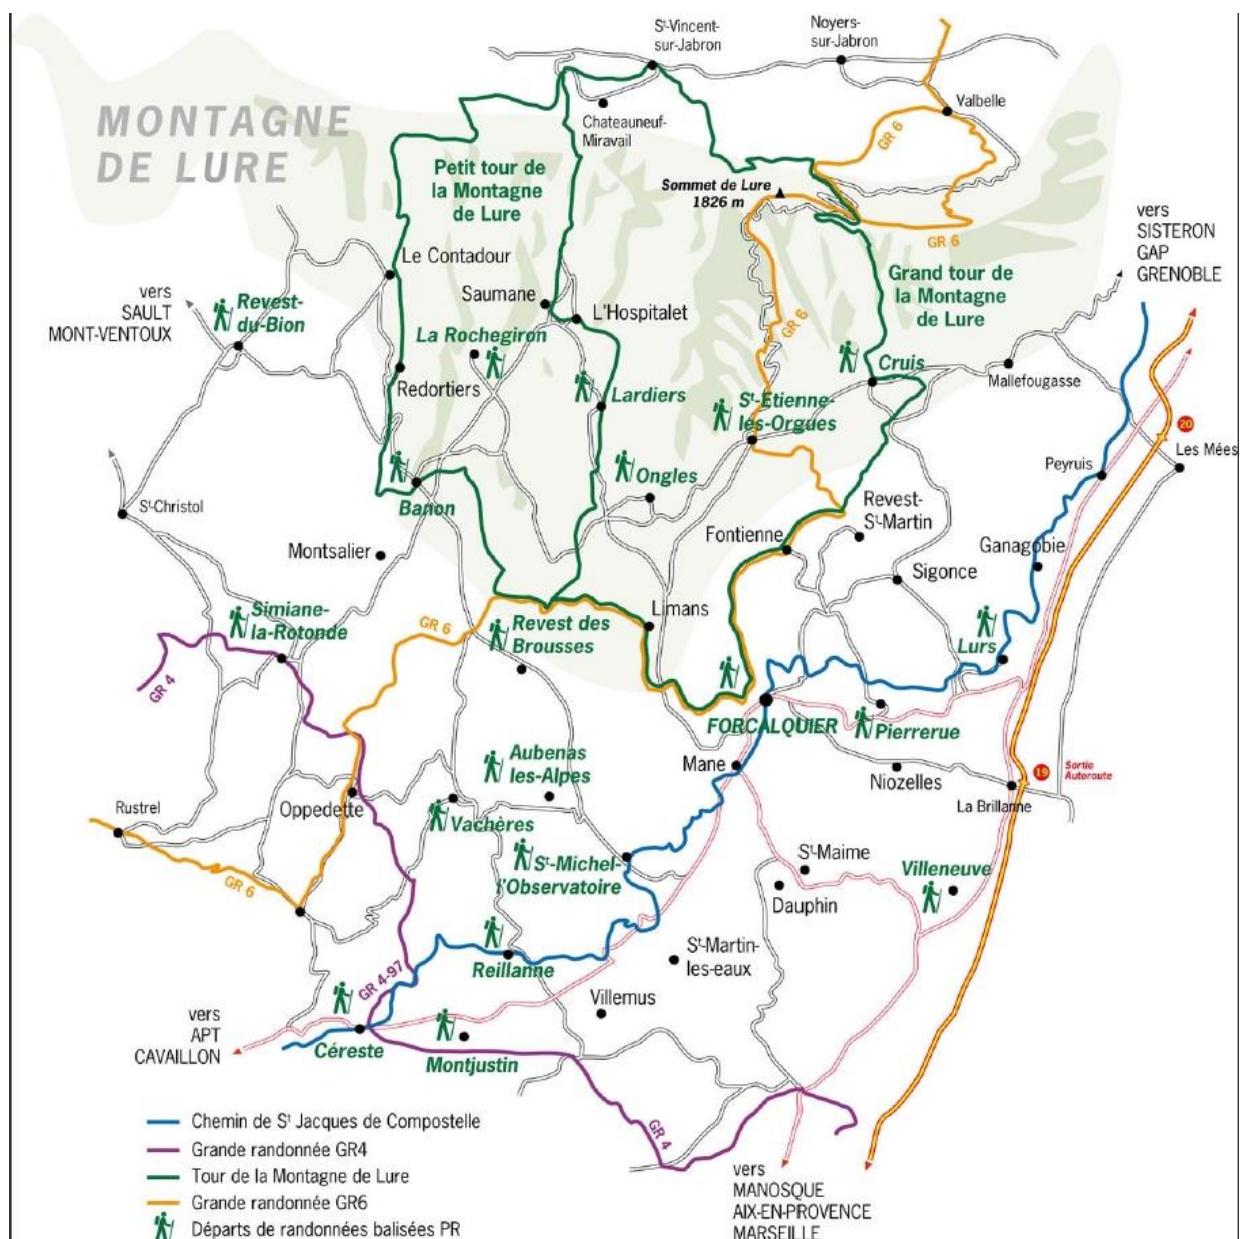 St-Vincent-
sur-Jabron
Noyers-
sur-Jabron
MONTAGNE
DE LURE
Chateauneuf-
Miravail
Valbelle
GR 6
Petit tour de
la Montagne
de Lure
Sommet de Lure
1826 m
GR 6
vers
SISTERON
GAP
GRENOBLE
Le Contadour
Grand tour de
la Montagne
de Lure
vers
SAULT
MONT-VENTOUX
Revest-
du-Bion
Saumane
L'Hospitalet
GR 6
La Rochegiron
Cruis
Mallefougasse
Redortiers
Lardiers
St-Etienne-
les-Orgues
20
Les Mées
Banon
Ongles
Peyruis
St-Christol
Revest-
St-Martin
Montsalier
Fontienne
Ganagobie
Sigonce
Simiane-
la-Rotonde
Limans
GR 6
Revest des
Brousses
Lurs
GR 4
FORCALQUIER
Pierrerue
Aubenas
les-Alpes
Mane
Niozelles
19
Sortie
Autoroute
La Brillanne
Rustrel
Oppedette
Vachères
St-Michel-
l'Observatoire
St-Maime
Villeneuve
GR 6
Dauphin
St-Martin-
les-eaux
Reillanne
GR 4-97
Villemus
vers
APT
CAVAILLON
Céreste
Montjustin
GR 4
Chemin de St Jacques de Compostelle
Grande randonnée GR4
Tour de la Montagne de Lure
Grande randonnée GR6
Départs de randonnées balisées PR
vers
MANOSQUE
AIX-EN-PROVENCE
MARSEILLE